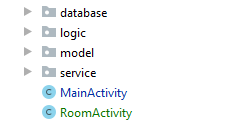 database
logic
model
service
MainActivity
RoomActivity